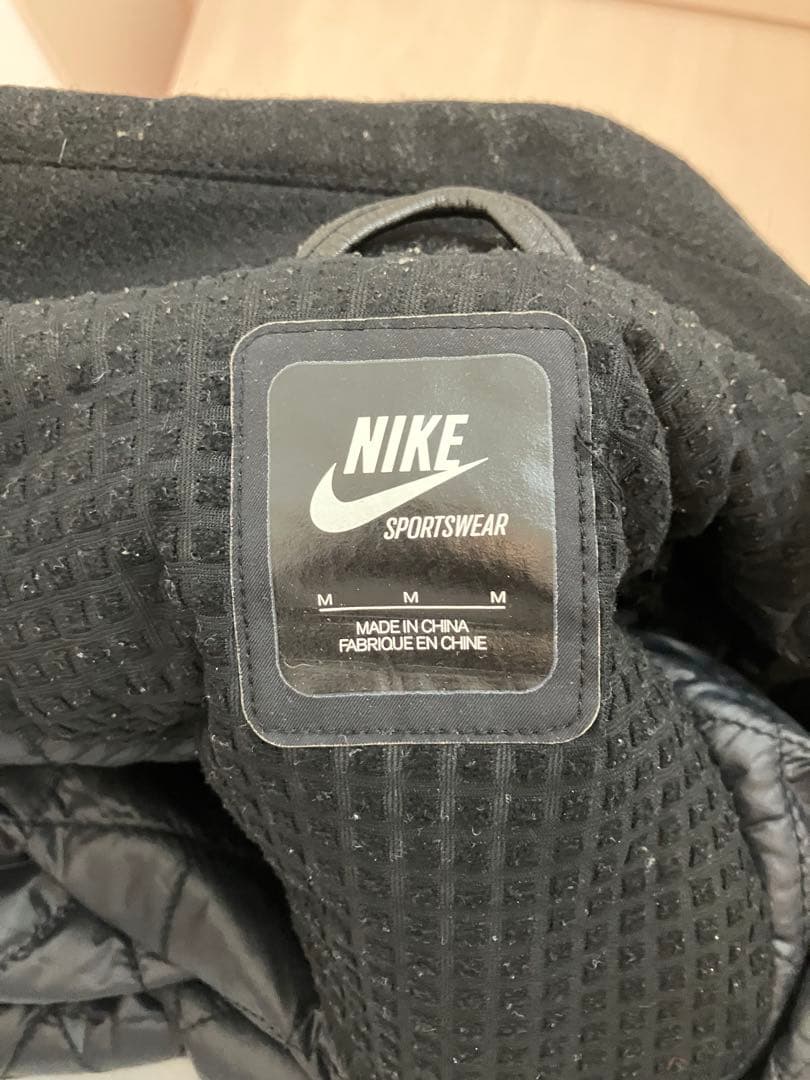 NIKE
SPORTSWEAR
M M M
MADE IN CHINA
FABRIQUE EN CHINE